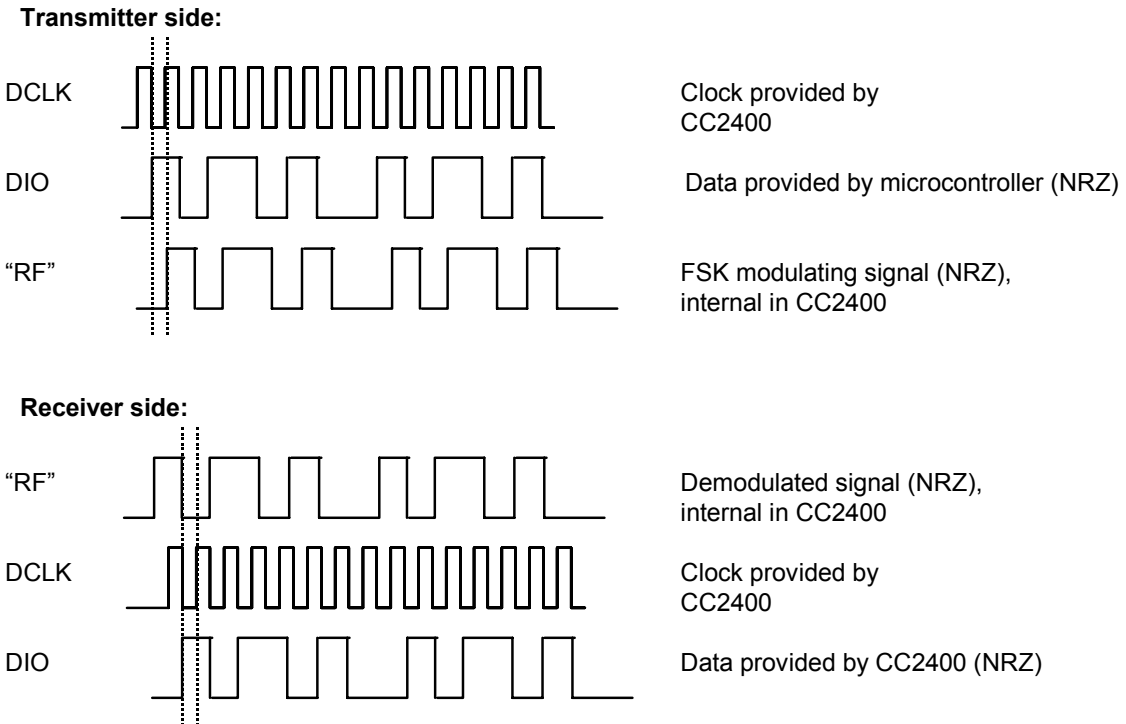 Transmitter side:
DCLK
Clock provided by
CC2400
DIO
Data provided by microcontroller (NRZ)
“RF”
FSK modulating signal (NRZ),
internal in CC2400
Receiver side:
“RF”
Demodulated signal (NRZ),
internal in CC2400
DCLK
Clock provided by
CC2400
DIO
Data provided by CC2400 (NRZ)